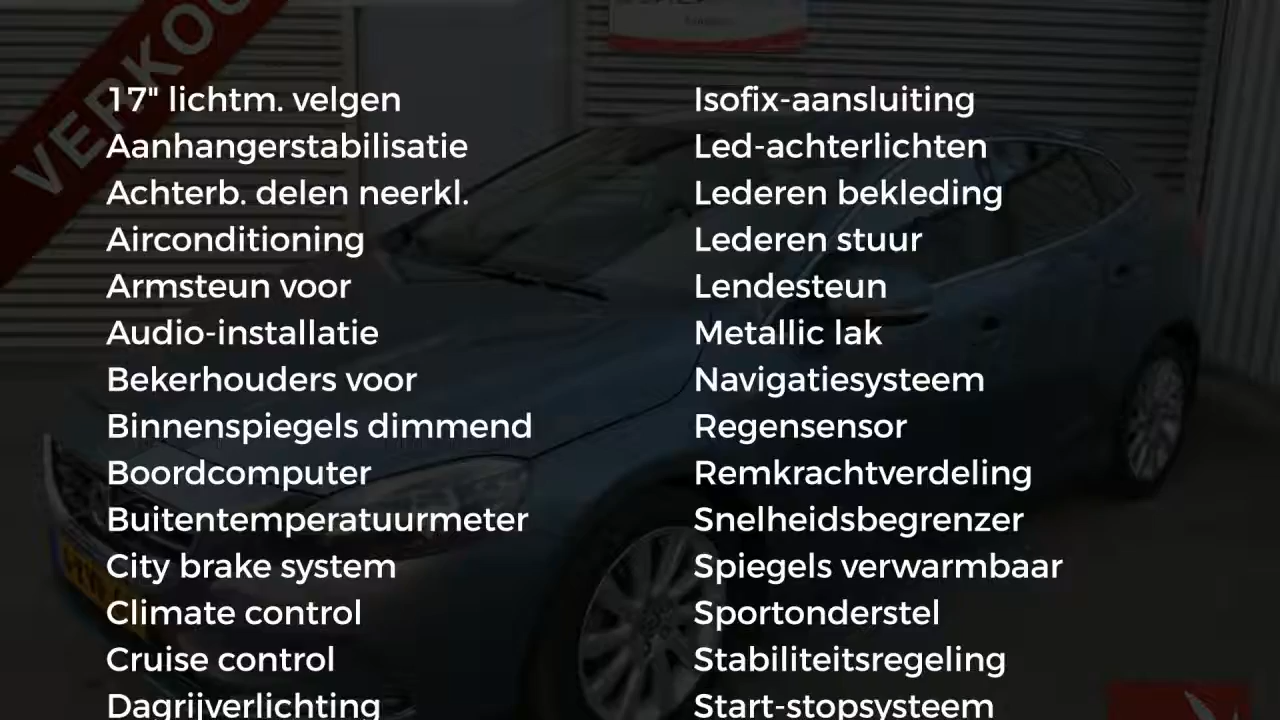 VERKO
17" lichtm. velgen
Aanhangerstabilisatie
Achterb. delen neerkl.
Airconditioning
Armsteun voor
Audio-installatie
Bekerhouders voor
Binnenspiegels dimmend
Boordcomputer
Buitentemperatuurmeter
City brake system
Climate control
Cruise control
Dagrijverlichting
Isofix-aansluiting
Led-achterlichten
Lederen bekleding
Lederen stuur
Lendesteun
Metallic lak
Navigatiesysteem
Regensensor
Remkrachtverdeling
Snelheidsbegrenzer
Spiegels verwarmbaar
Sportonderstel
Stabiliteitsregeling
Start-stopsysteem